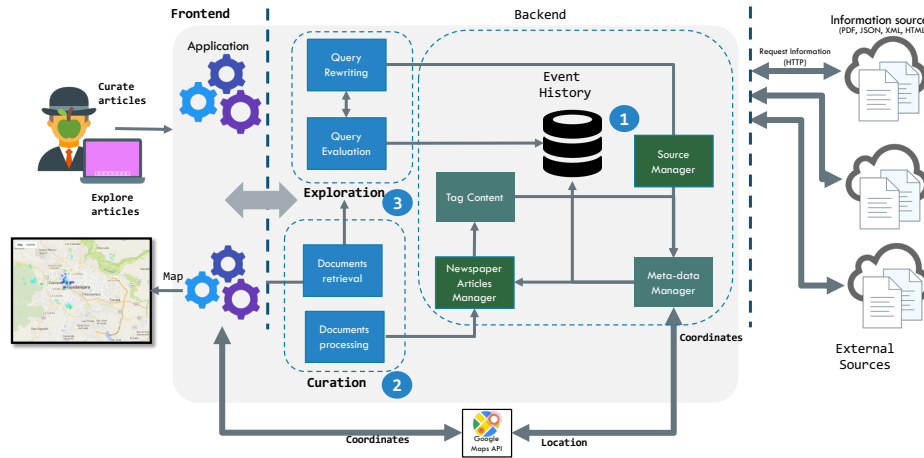 Frontend
Backend
Information source
(PDF, JSON, XML, HTML
Application
Query
Rewriting
Event
History
1
Request Information
(HTTP)
Curate
articles
Query
Evaluation
Source
Manager
Explore
articles
Exploration
3
Tag Content
Map
Documents
retrieval
Newspaper
Articles
Manager
Meta-data
Manager
Documents
processing
Coordinates
External
Sources
Curation
2
Coordinates
Google
Maps API
Location